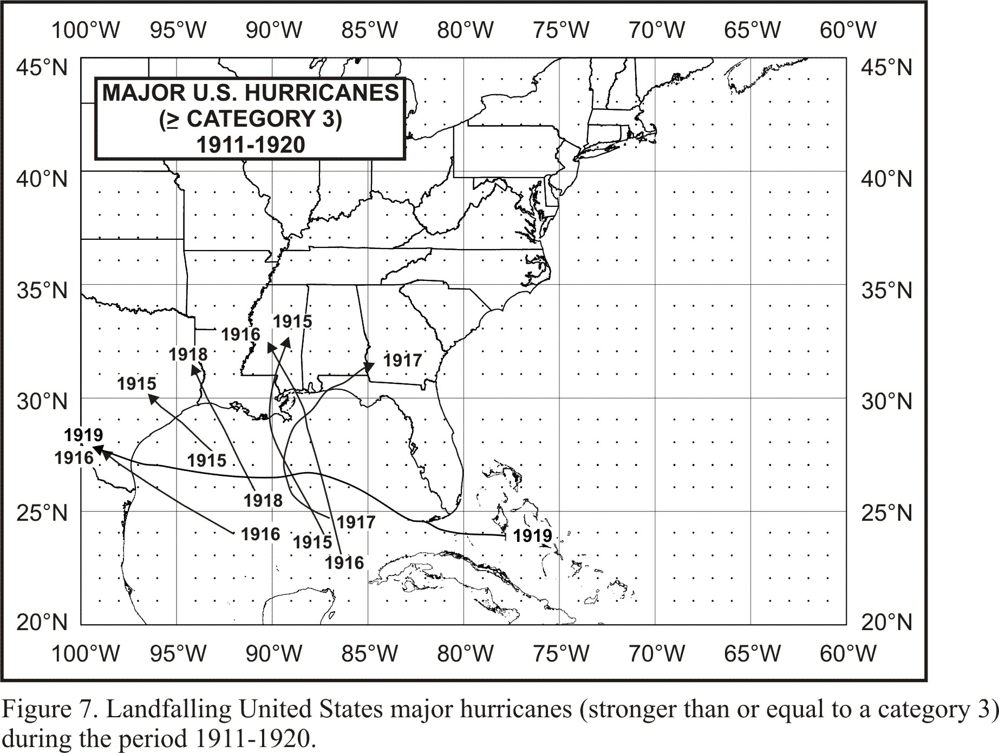 100°W 95°W 90°W 85°W 80°W 75°W 70°W 65°W 60°W
45°N 45°N
MAJOR U.S. HURRICANES
(≥ CATEGORY 3)
1911-1920
40°N 40°N
35°N 35°N
1915
1916
1918
1917
1915
30°N 30°N
1919
1916
1915
1918
25°N 25°N
1917
1916
1919
1915
1916
20°N 20°N
100°W 95°W 90°W 85°W 80°W 75°W 70°W 65°W 60°W
Figure 7. Landfalling United States major hurricanes (stronger than or equal to a category 3)
during the period 1911-1920.